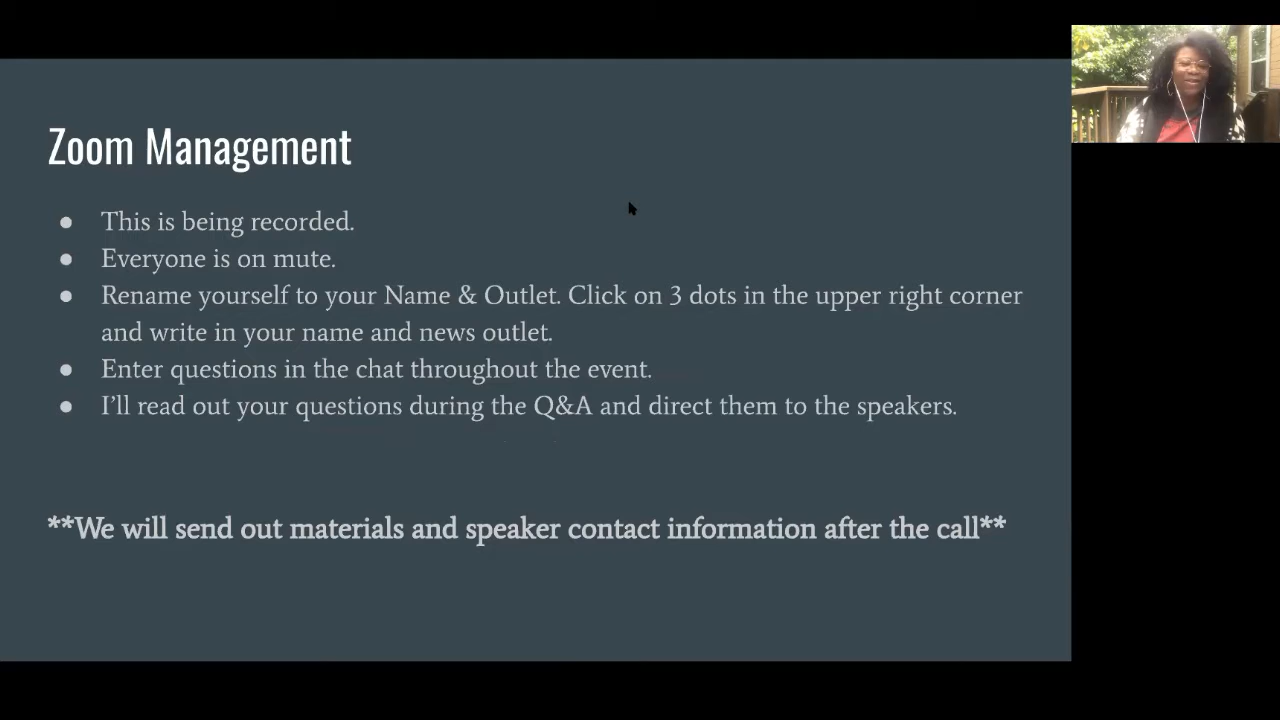 Zoom Management
● This is being recorded.
● Everyone is on mute.
● Rename yourself to your Name & Outlet. Click on 3 dots in the upper right corner
and write in your name and news outlet.
● Enter questions in the chat throughout the event.
● I'll read out your questions during the Q&A and direct them to the speakers.
**We will send out materials and speaker contact information after the call**